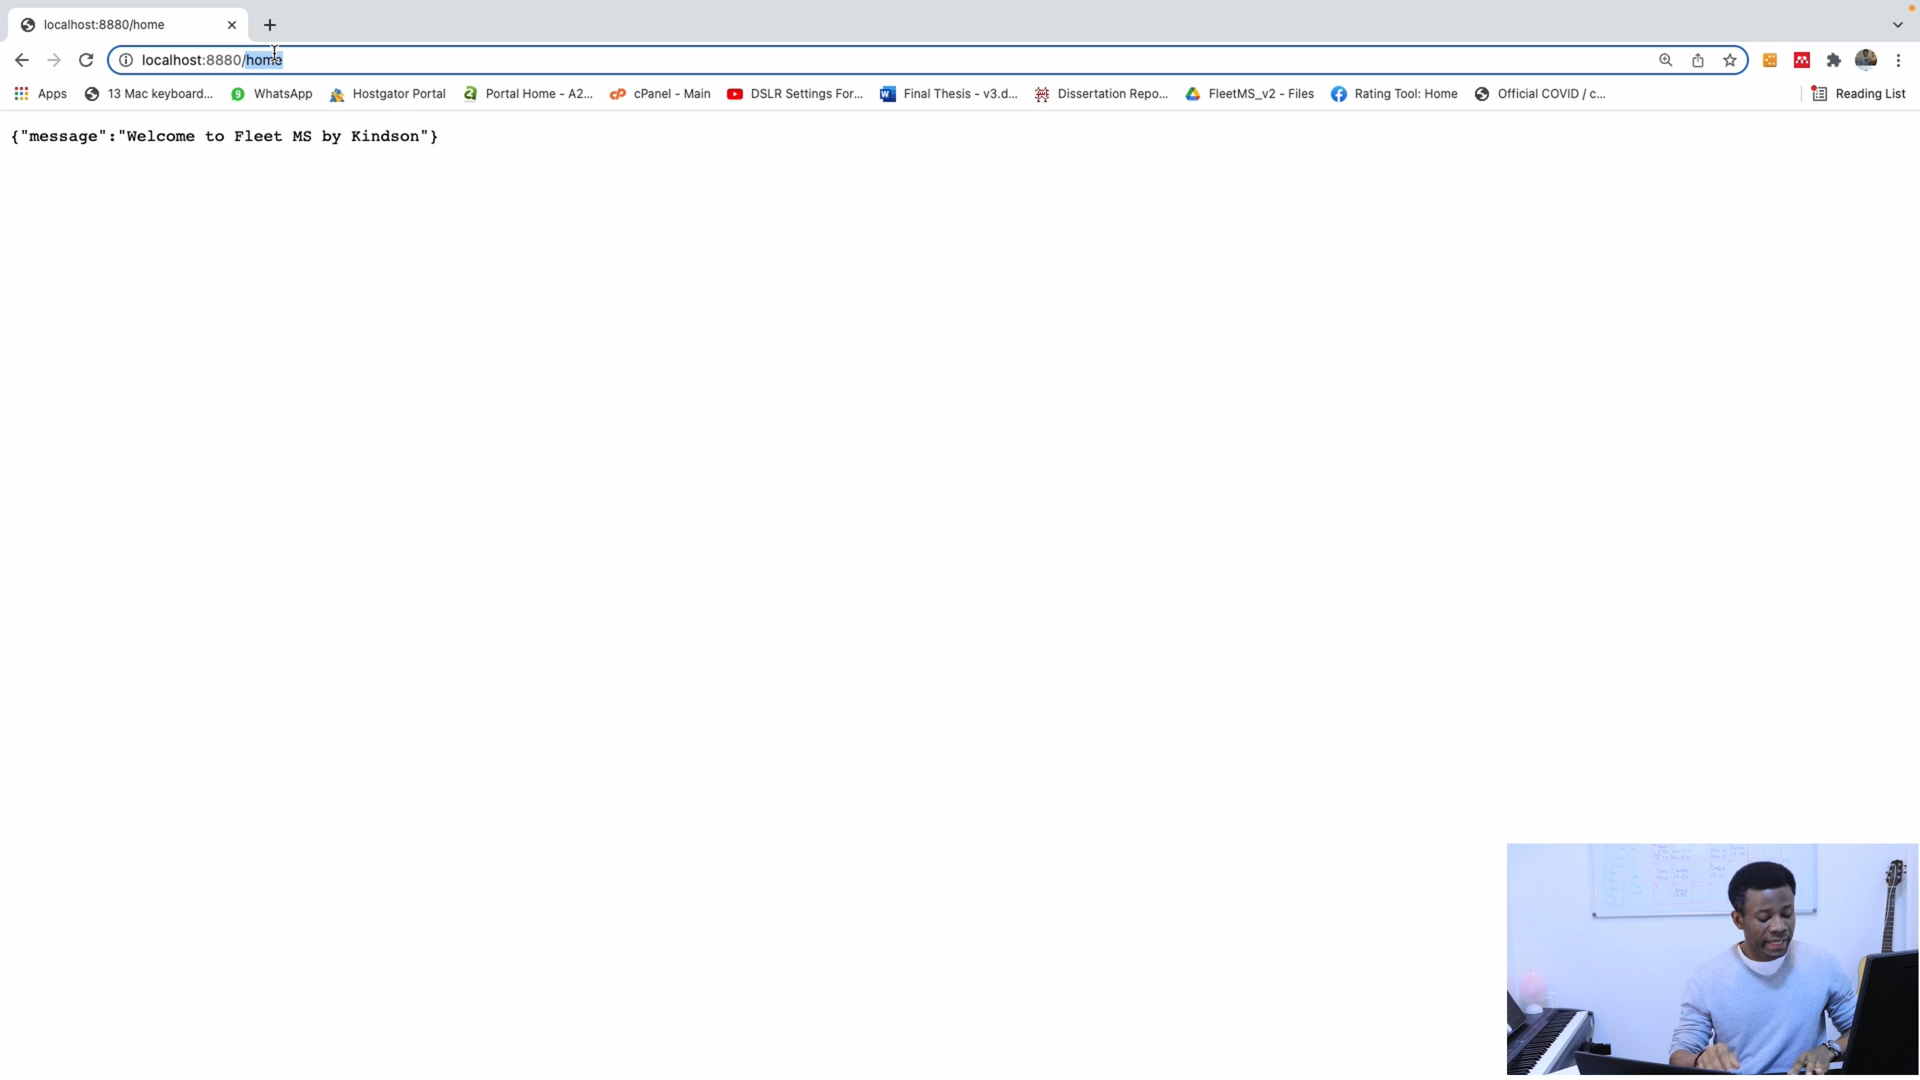 localhost:8880/home
localhost:8880/home
Apps 13 Mac keyboard... WhatsApp Hostgator Portal Portal Home - A2... cPanel - Main DSLR Settings For... Final Thesis - v3.d... Dissertation Repo... FleetMS_v2 - Files Rating Tool: Home Official COVID / c... Reading List
{"message":"Welcome to Fleet MS by Kindson"}